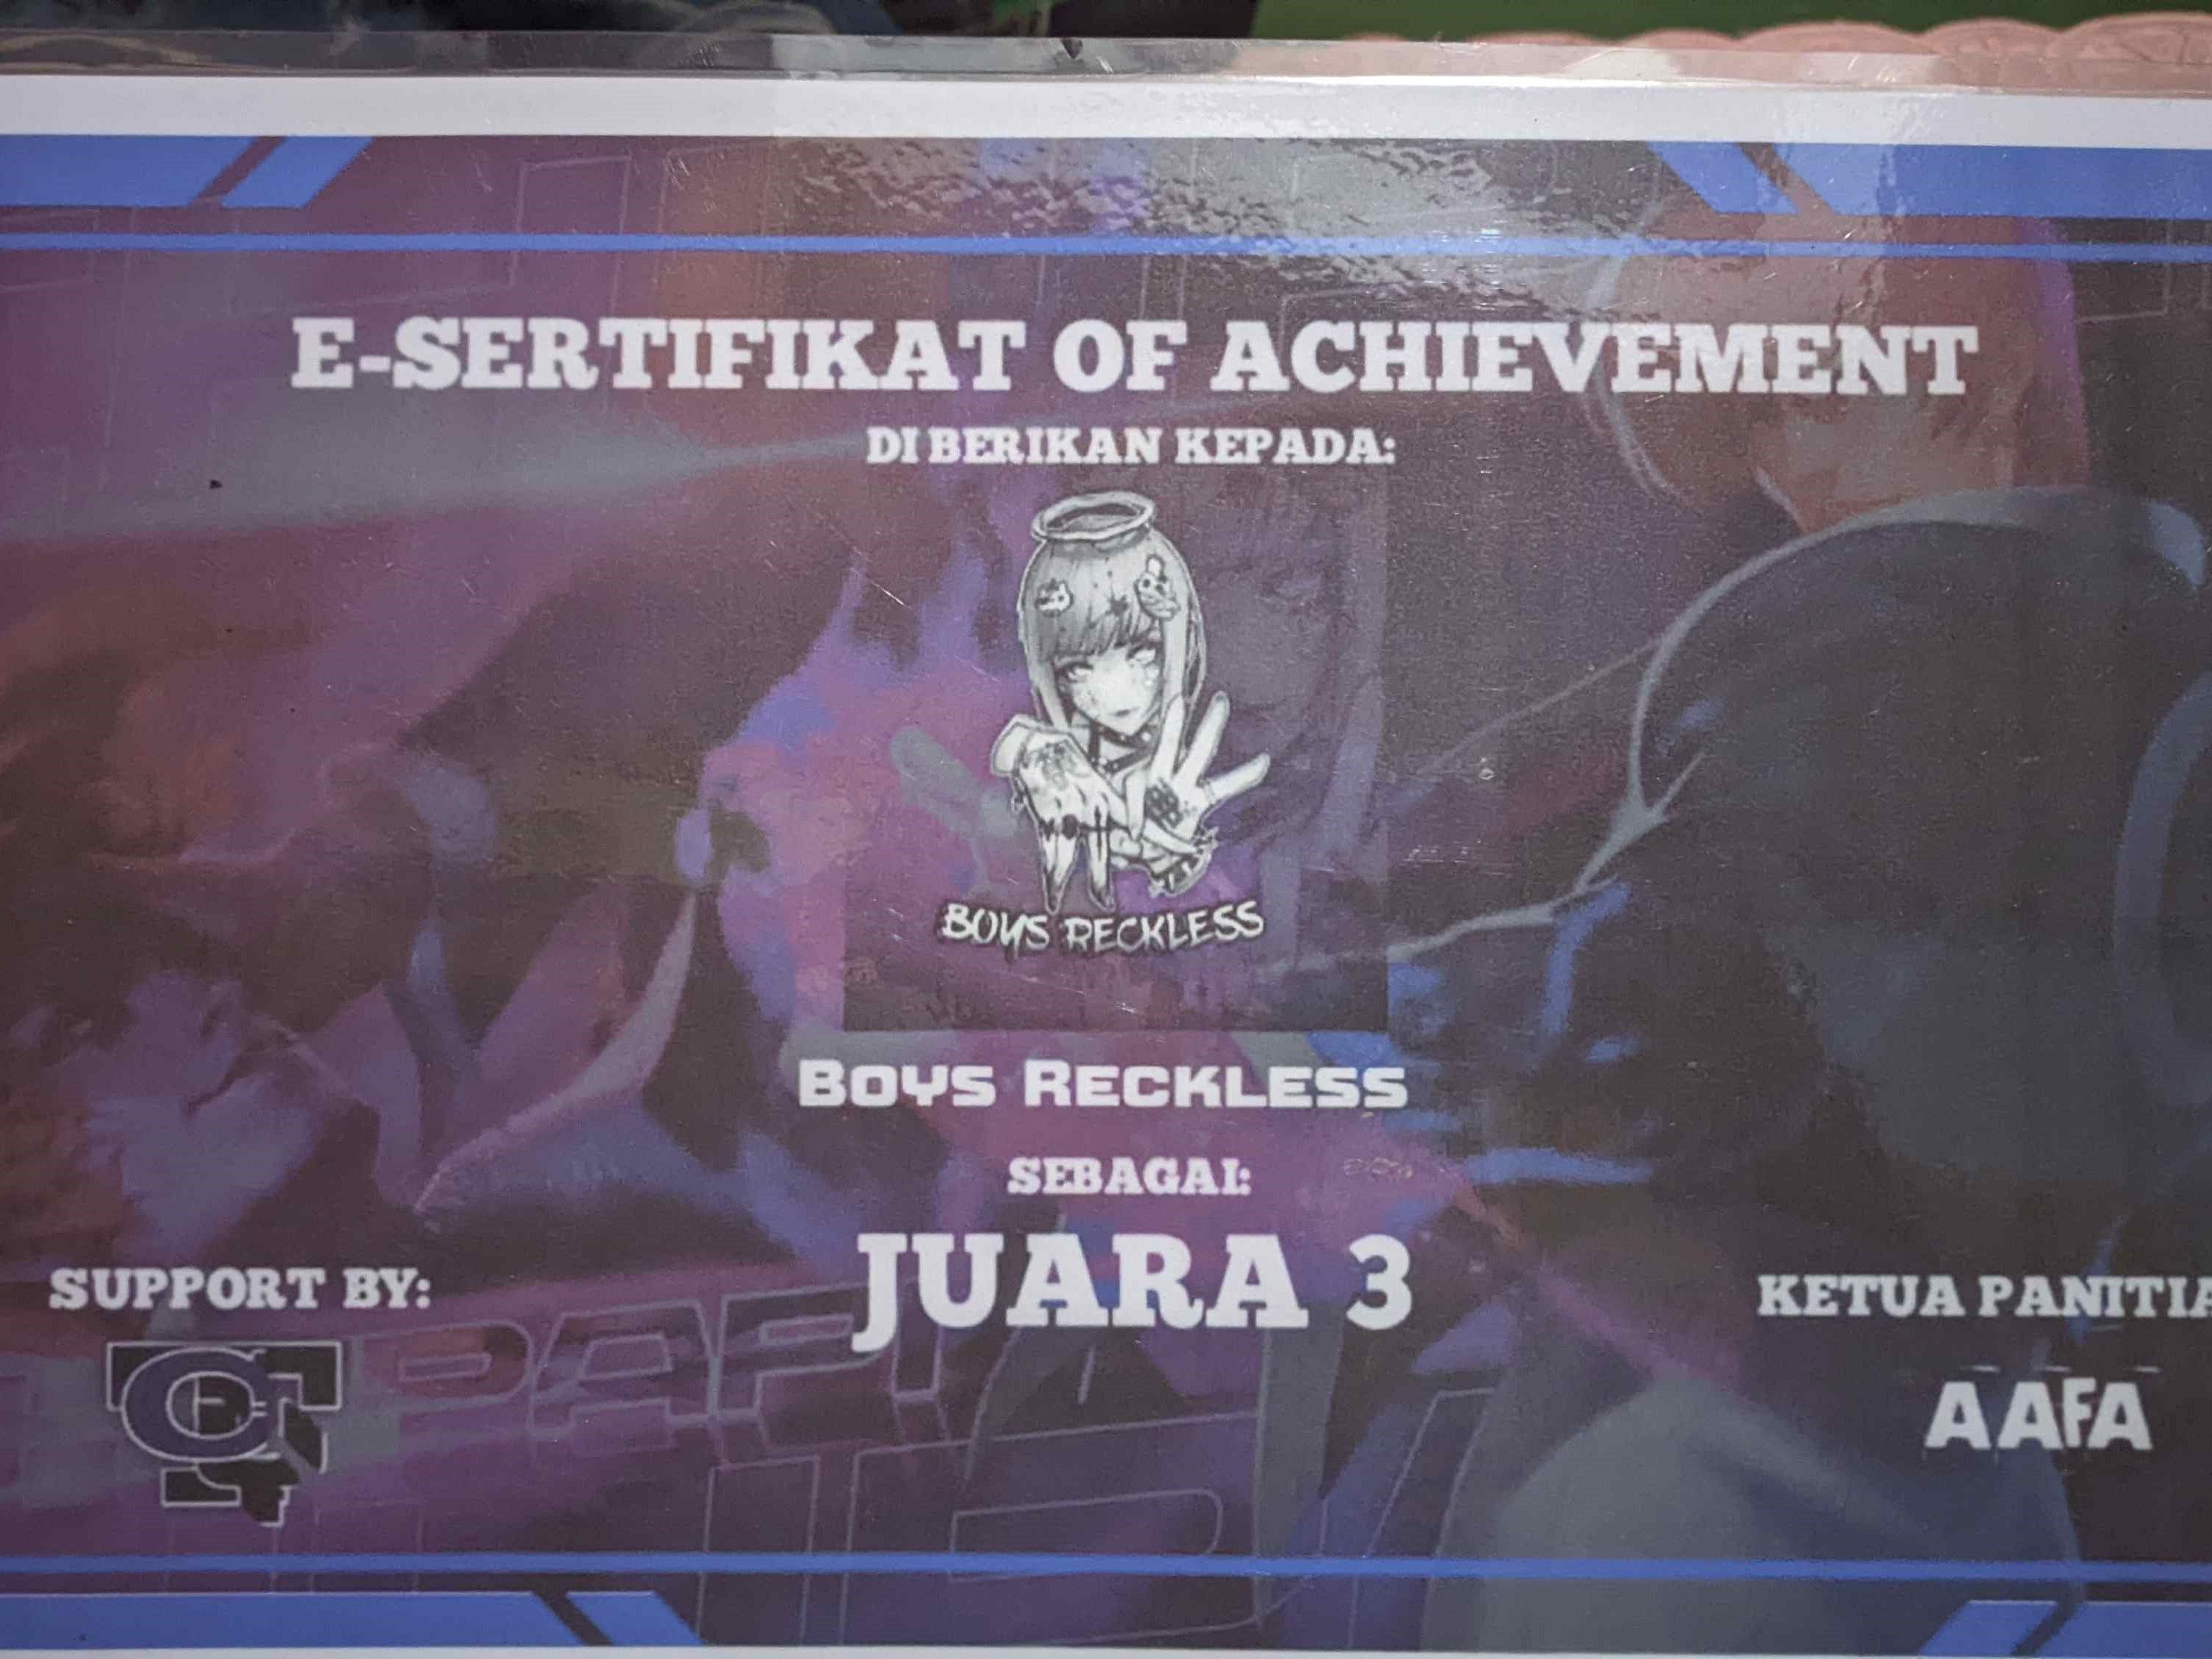 E-SERTIFIKAT OF ACHIEVEMENT
DI BERIKAN KEPADA:
BOYS RECKLESS
Boys Reckless
SEBAGAI:
JUARA 3
SUPPORT BY:
KETUA PANITIA
AAFA